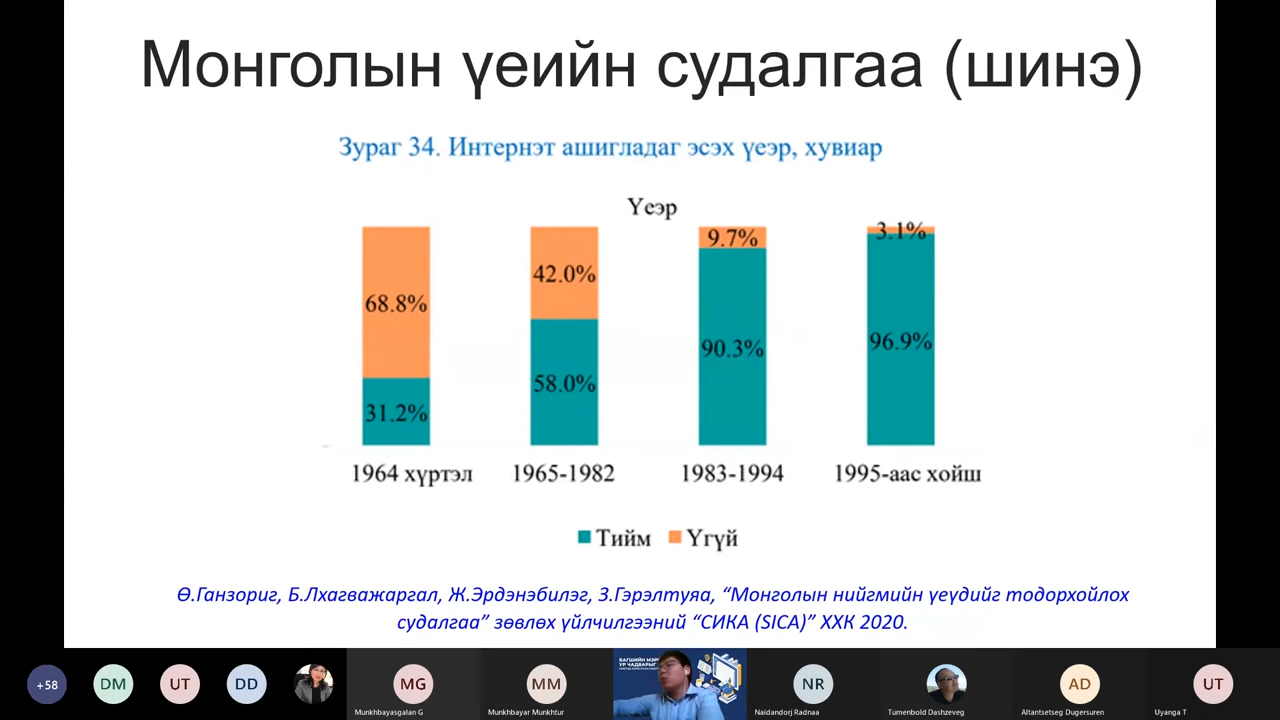 Монголын үеийн судалгаа (шинэ)
Зураг 34. Интернэт ашигладаг эсэх үеэр, хувиар
Үеэр
68.8% 42.0% 9.7% 3.1%
31.2% 58.0% 90.3% 96.9%
1964 хүртэл 1965-1982 1983-1994 1995-аас хойш
Тийм Үгүй
Ө.Ганзориг, Б.Лхагважаргал, Ж.Эрдэнэбилэг, З.Гэрэлтуяа, “Монголын нийгмийн үеүдийг тодорхойлох
судалгаа” зөвлөх үйлчилгээний “СИКА (SICA)” ХХК 2020.
+58 DM UT DD MG MM NR AD UT
БАГШИЙН
УР ЧАДВАРЫГ
Munkhbayasgalan G Munkhbayar Munkhtur Naidandorj Radnaa Tumenbold Dashzeveg Altantsetseg Dugersuren Uyanga T